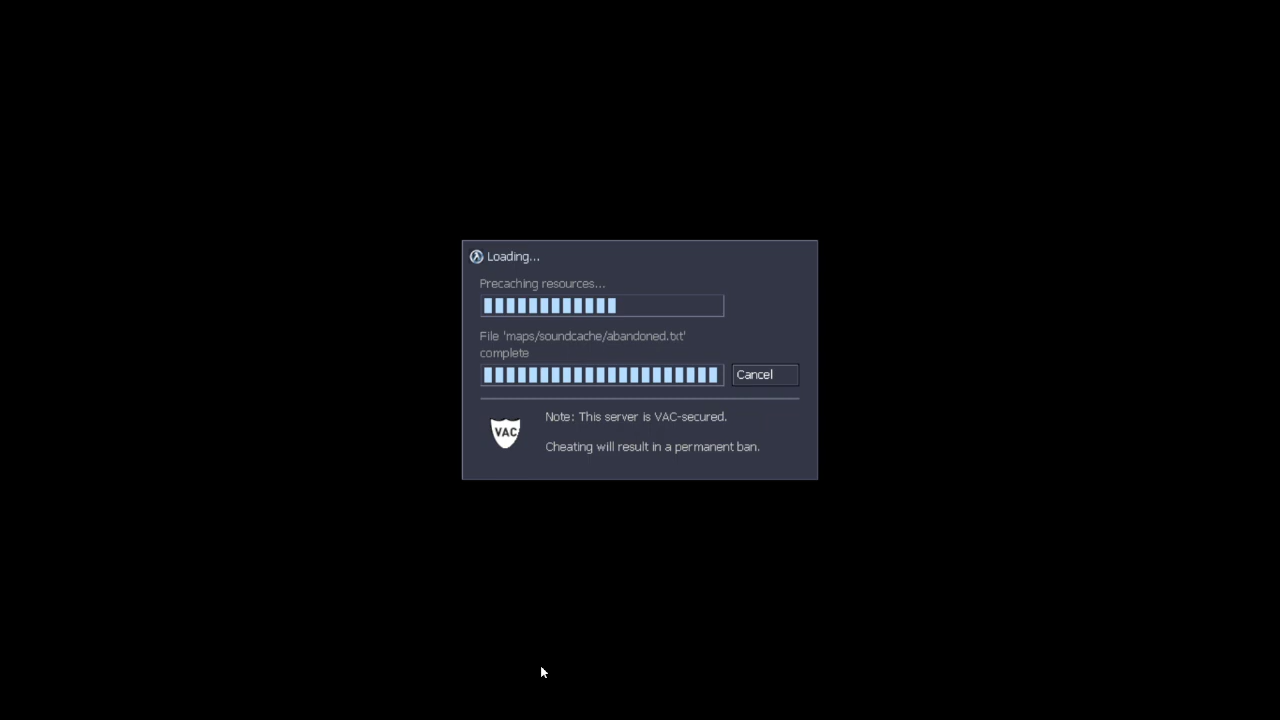 Loading...
Precaching resources...
File 'maps/soundcache/abandoned.txt'
complete
Cancel
Note: This server is VAC-secured.
VAC
Cheating will result in a permanent ban.